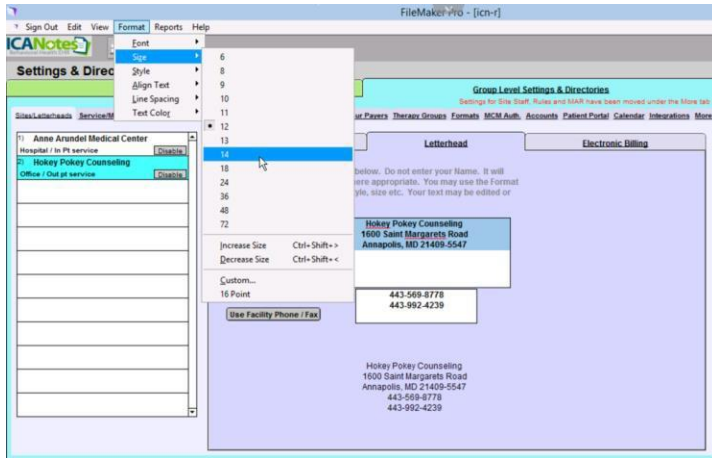 FileMaker Pro - [icn-r]
Sign Out Edit View Format Reports Help
ICANotes
Behavioral Health EHR
Font
Size
Style
Align Text
Line Spacing
Text Color
6
8
9
10
11
12
13
14
18
24
36
48
72
Increase Size Ctrl+Shift+>
Decrease Size Ctrl+Shift+<
Custom...
16 Point
Settings & Direc
Group Level Settings & Directories
Settings for Site Staff, Rules and MAR have been moved under the More tab
Sites/Letterheads Service/M
ur Payers Therapy Groups Formats MCM Auth. Accounts Patient Portal Calendar Integrations More
1) Anne Arundel Medical Center
Hospital / In Pt service Disable
2) Hokey Pokey Counseling
Office / Out pt service Disable
Letterhead
Electronic Billing
below. Do not enter your Name. It will
ere appropriate. You may use the Format
tyle, size etc. Your text may be edited or
Hokey Pokey Counseling
1600 Saint Margarets Road
Annapolis, MD 21409-5547
443-569-8778
443-992-4239
Use Facility Phone / Fax
Hokey Pokey Counseling
1600 Saint Margarets Road
Annapolis, MD 21409-5547
443-569-8778
443-992-4239